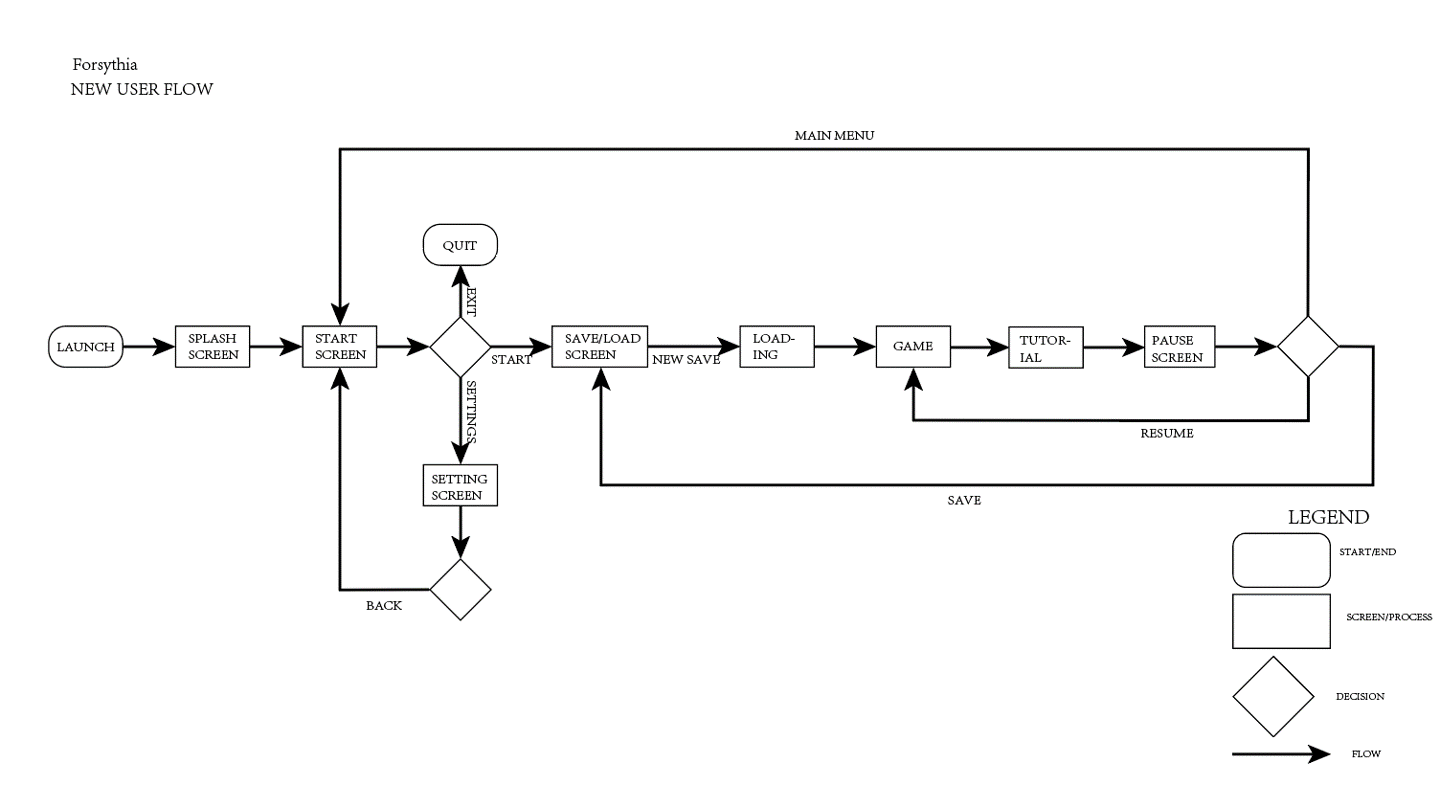 Forsythia
NEW USER FLOW
MAIN MENU
QUIT
EXIT
LAUNCH
SPLASH
SCREEN
START
SCREEN
START
SAVE/LOAD
SCREEN
NEW SAVE
LOAD-
ING
GAME
TUTOR-
IAL
PAUSE
SCREEN
SETTINGS
RESUME
SETTING
SCREEN
SAVE
BACK
LEGEND
START/END
SCREEN/PROCESS
DECISION
FLOW